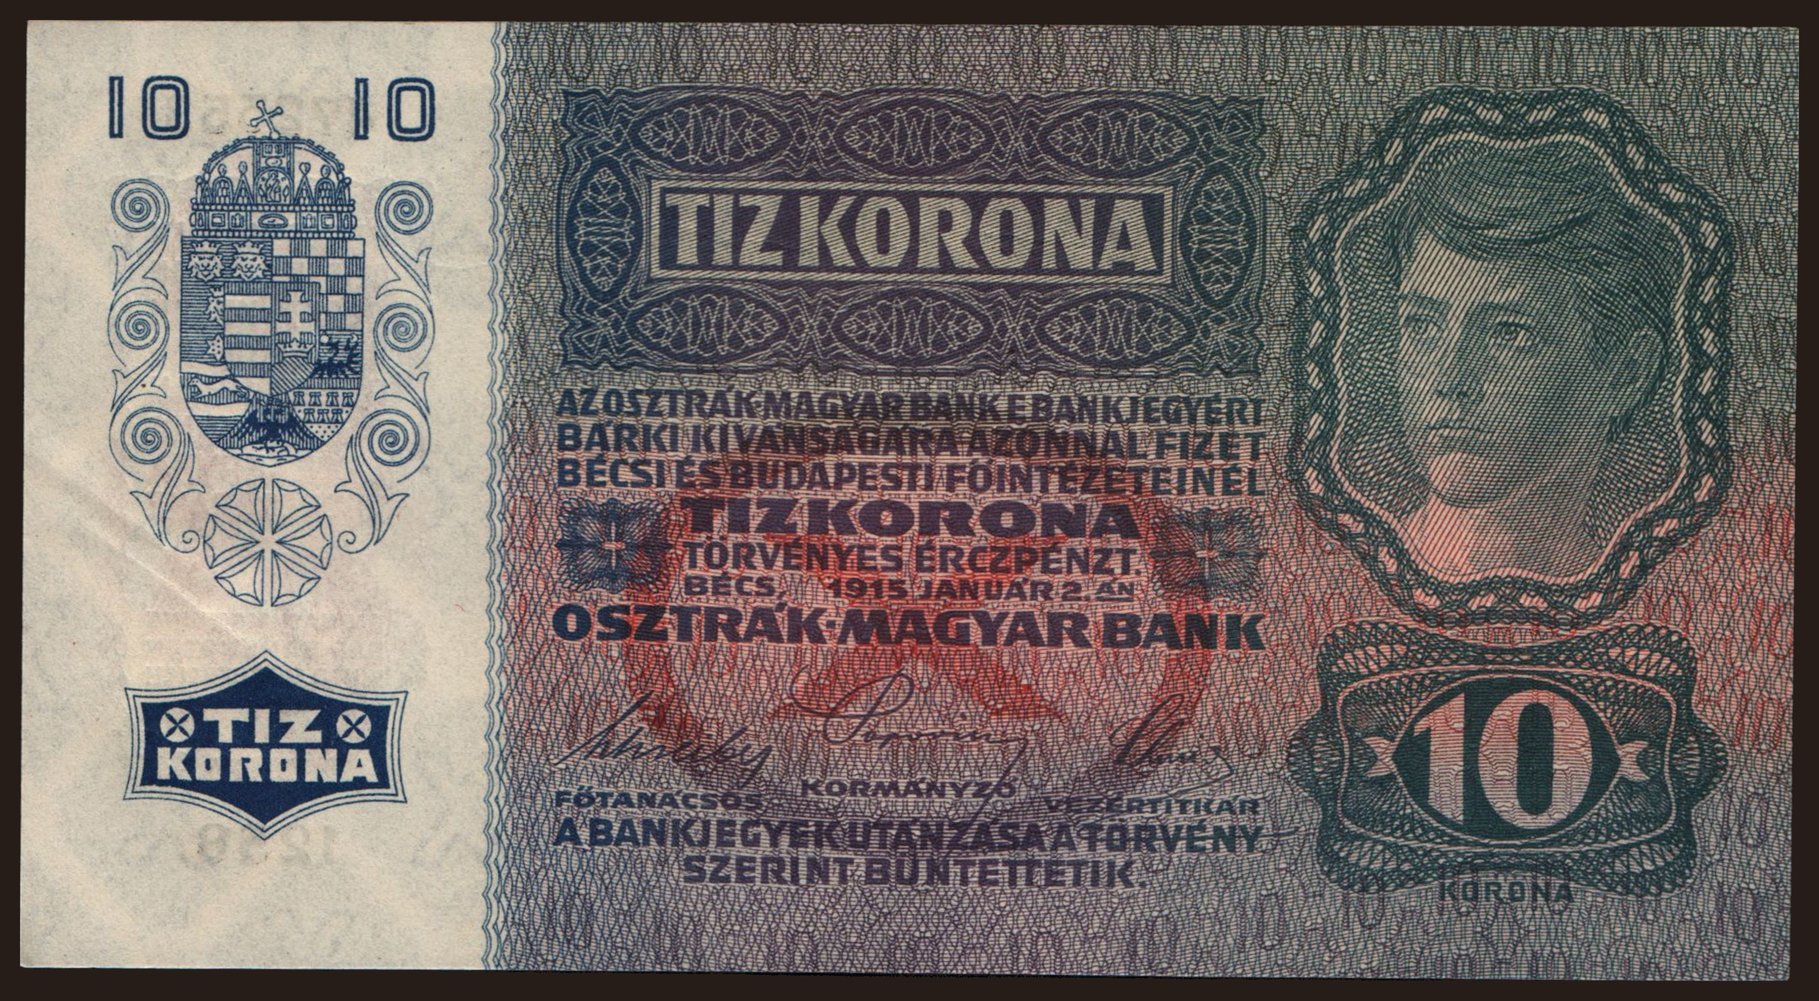 10 10
TIZ
KORONA
TIZ KORONA
AZ OSZTRÁK-MAGYAR BANK E BANKJEGYÉRT
BÁRKI KÍVÁNSÁGÁRA AZONNAL FIZET
BÉCSI ÉS BUDAPESTI FŐINTÉZETEINÉL
TIZ KORONA
TÖRVÉNYES ÉRCZPÉNZT.
BÉCS, 1915. JANUÁR 2. ÁN
OSZTRÁK-MAGYAR BANK
KORMÁNYZÓ
FŐTANÁCSOS VEZÉRTITKÁR
A BANKJEGYEK UTÁNZÁSA A TÖRVÉNY
SZERINT BÜNTETTETIK.
10
KORONA